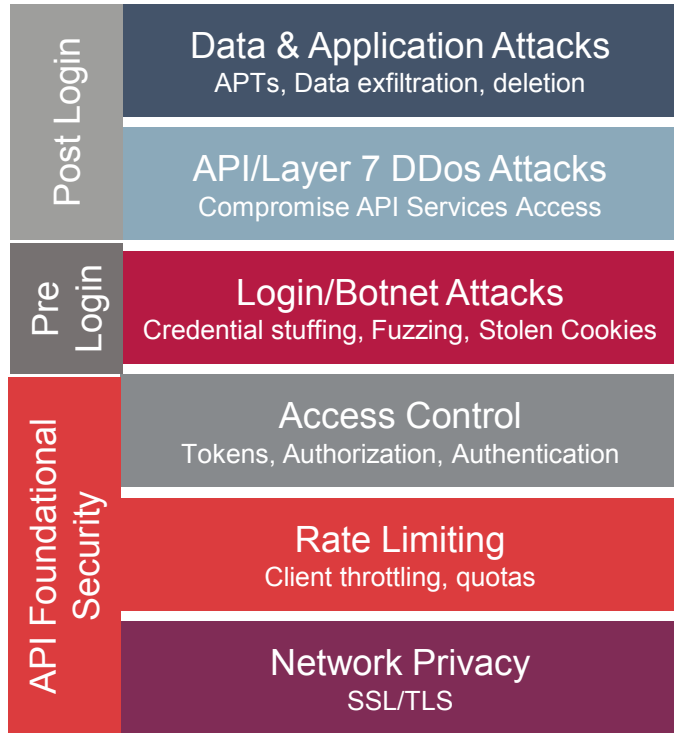 Post Login
Data & Application Attacks
APTs, Data exfiltration, deletion
API/Layer 7 DDos Attacks
Compromise API Services Access
Pre
Login
Login/Botnet Attacks
Credential stuffing, Fuzzing, Stolen Cookies
API Foundational
Security
Access Control
Tokens, Authorization, Authentication
Rate Limiting
Client throttling, quotas
Network Privacy
SSL/TLS